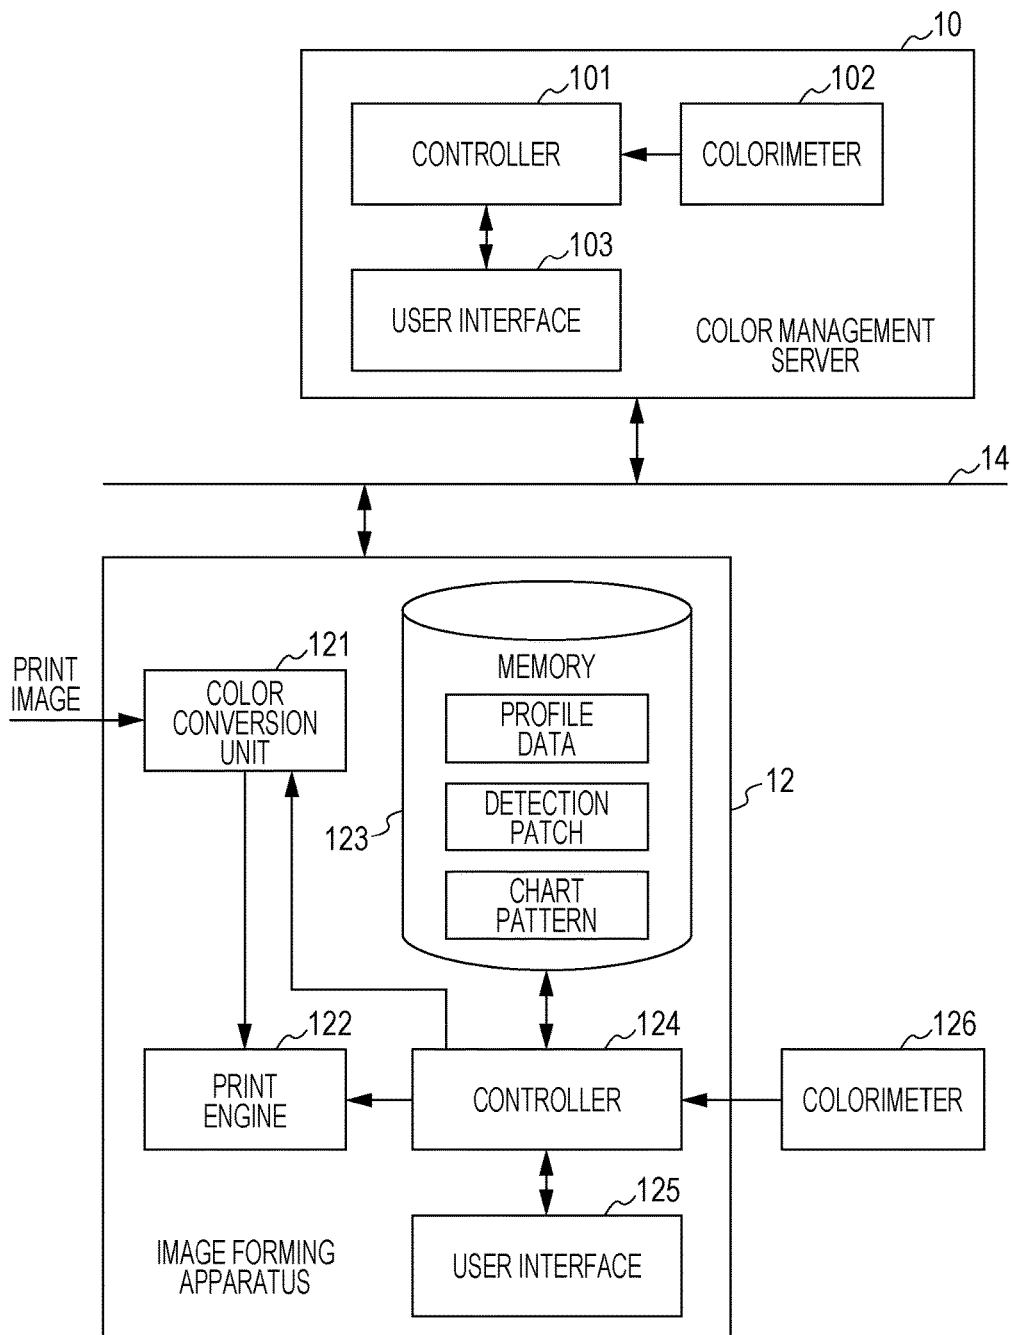 10
101
102
CONTROLLER
COLORIMETER
103
USER INTERFACE
COLOR MANAGEMENT
SERVER
14
121
PRINT
IMAGE
COLOR
CONVERSION
UNIT
MEMORY
PROFILE
DATA
12
DETECTION
PATCH
123
CHART
PATTERN
122
124
126
PRINT
ENGINE
CONTROLLER
COLORIMETER
125
IMAGE FORMING
APPARATUS
USER INTERFACE